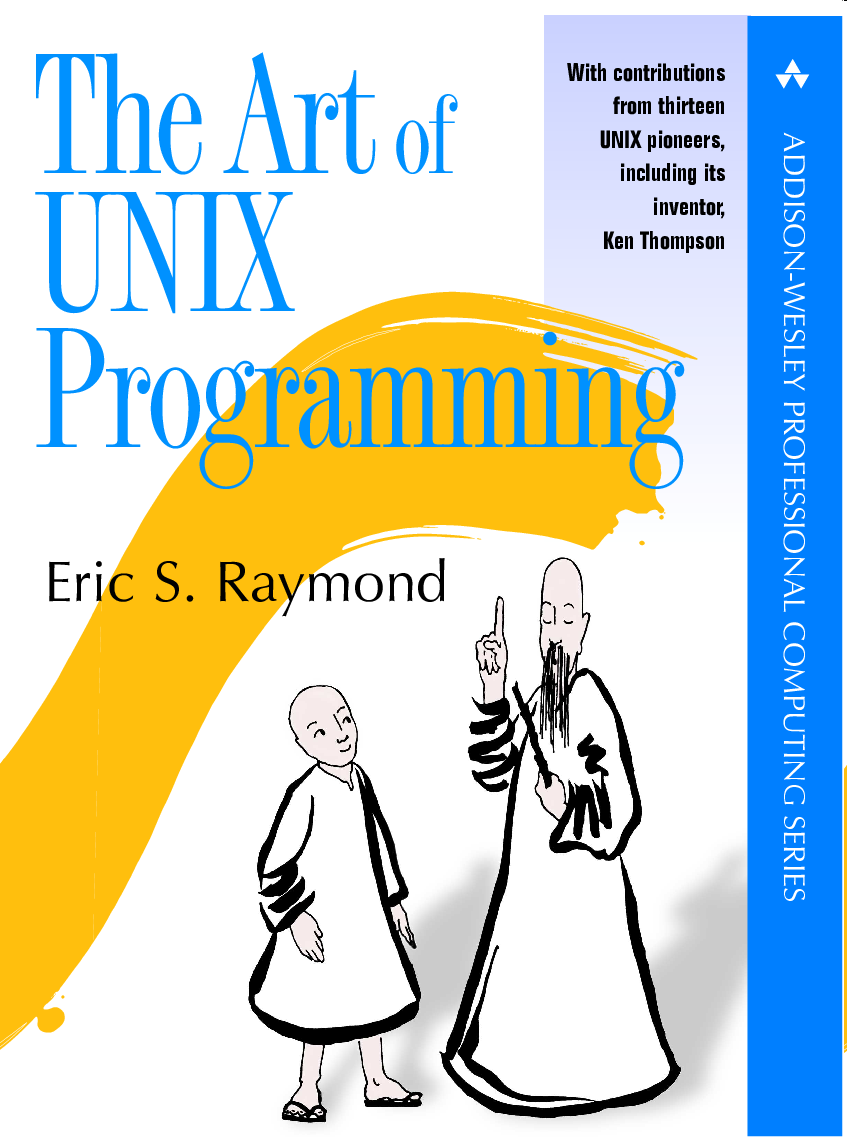 The Art of
UNIX
Programming
With contributions
from thirteen
UNIX pioneers,
including its
inventor,
Ken Thompson
Eric S. Raymond
ADDISON-WESLEY PROFESSIONAL COMPUTING SERIES